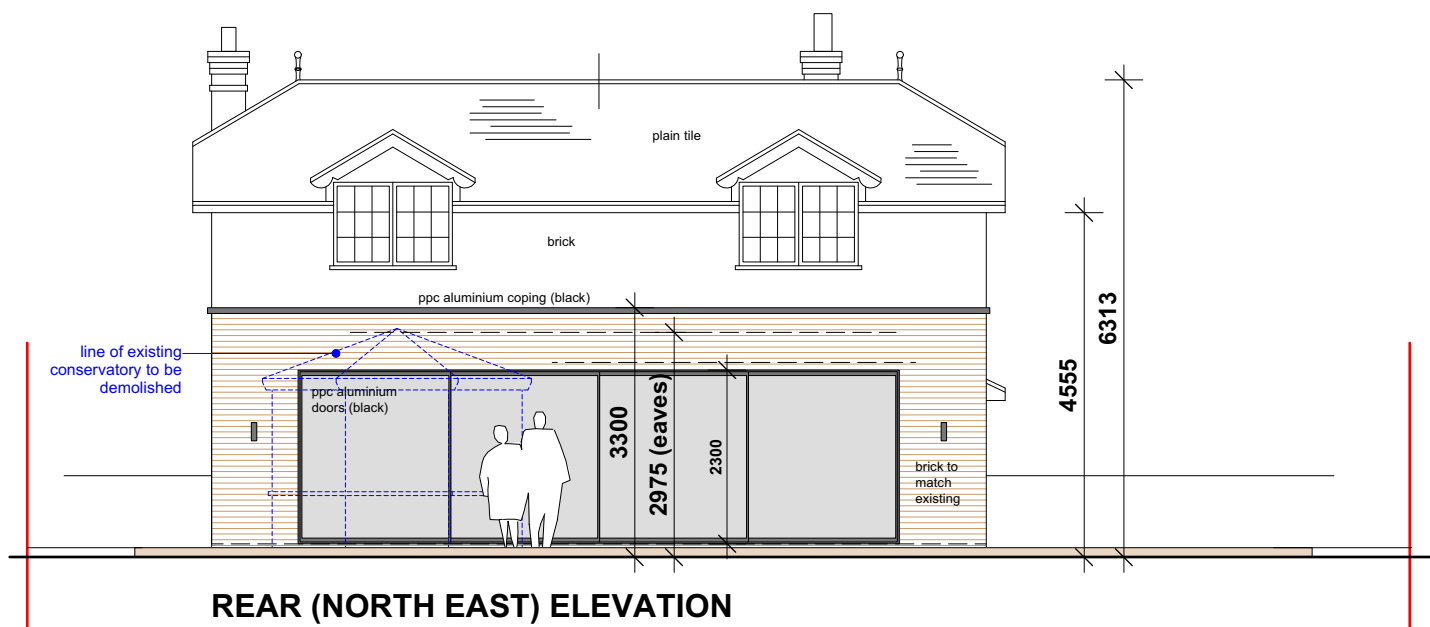 plain tile
brick
ppc aluminium coping (black)
line of existing
conservatory to be
demolished
ppc aluminium
doors (black)
3300
2975 (eaves)
2300
4555
6313
brick to
match
existing
REAR (NORTH EAST) ELEVATION